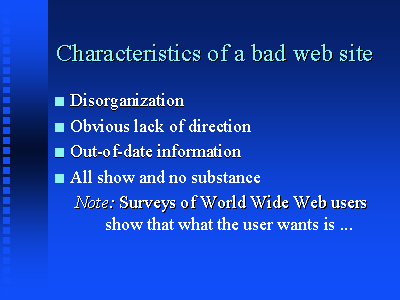 Characteristics of a bad web site
Disorganization
Obvious lack of direction
Out-of-date information
All show and no substance
Note: Surveys of World Wide Web users
show that what the user wants is ...